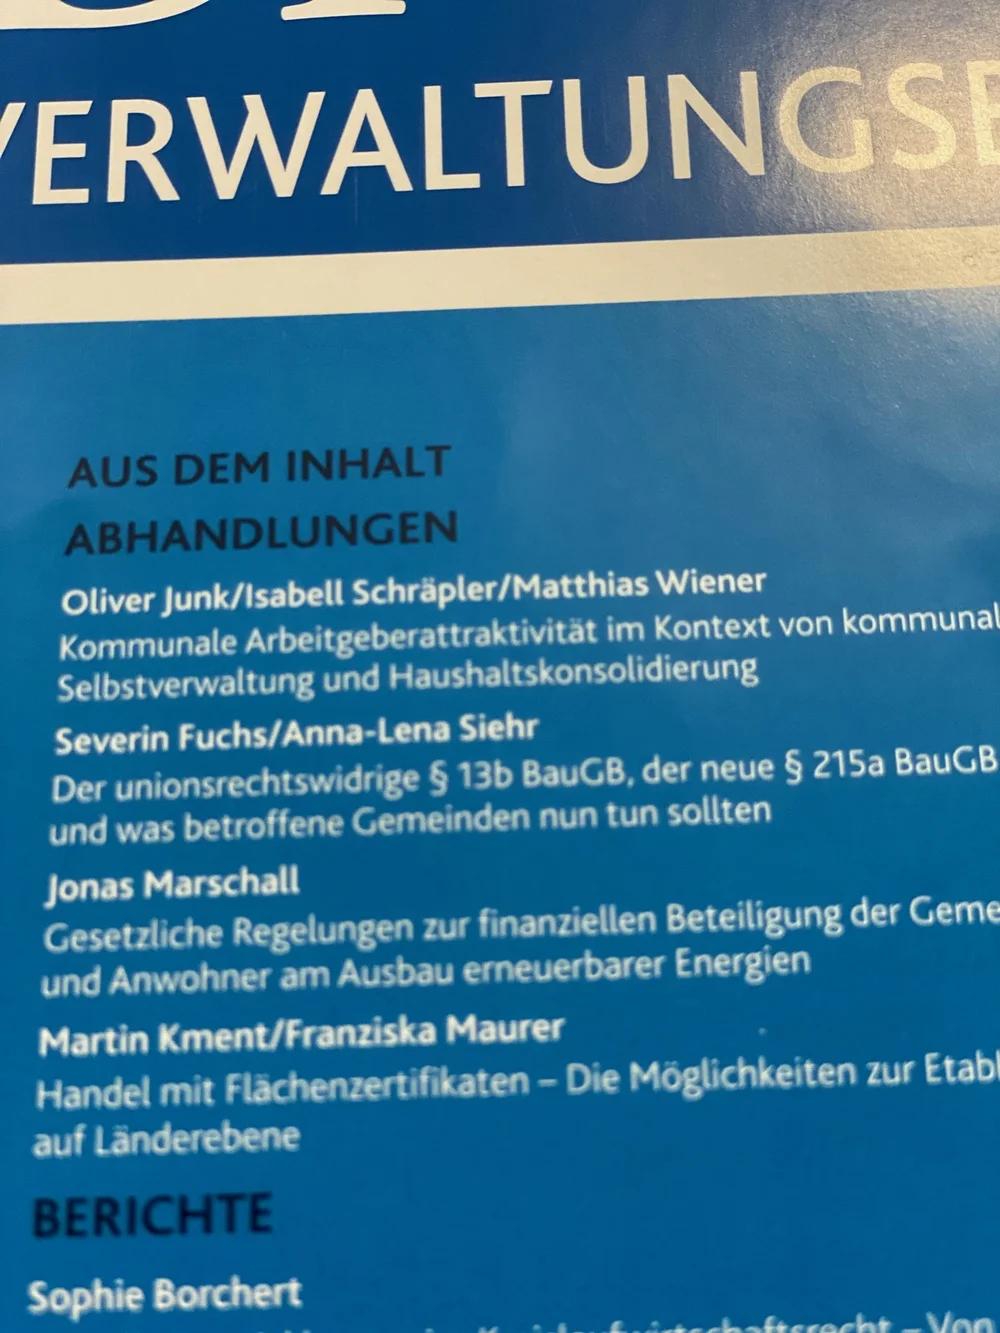 VERWALTUNGS
AUS DEM INHALT
ABHANDLUNGEN
Oliver Junk/Isabell Schräpler/Matthias Wiener
Kommunale Arbeitgeberattraktivität im Kontext von kommunal
Selbstverwaltung und Haushaltskonsolidierung
Severin Fuchs/Anna-Lena Siehr
Der unionsrechtswidrige § 13b BauGB, der neue § 215a BauGB
und was betroffene Gemeinden nun tun sollten
Jonas Marschall
Gesetzliche Regelungen zur finanziellen Beteiligung der Geme
und Anwohner am Ausbau erneuerbarer Energien
Martin Kment/Franziska Maurer
Handel mit Flächenzertifikaten – Die Möglichkeiten zur Etabl
auf Länderebene
BERICHTE
Sophie Borchert
Kreislaufwirtschaftsrecht – Von